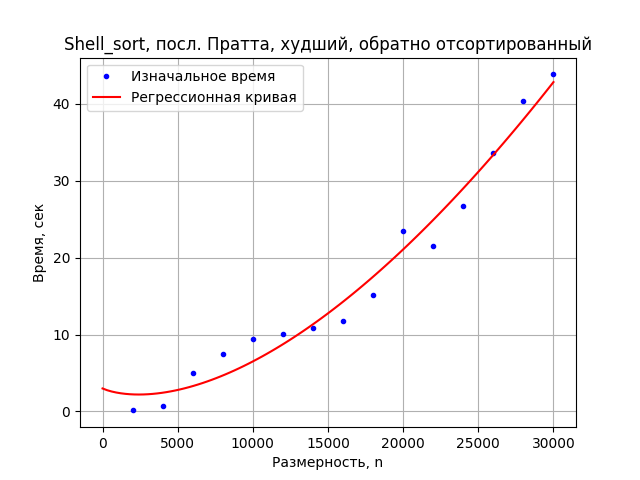 Shell_sort, посл. Пратта, худший, обратно отсортированный
Изначальное время
Регрессионная кривая
Время, сек
40
30
20
10
0
0 5000 10000 15000 20000 25000 30000
Размерность, n